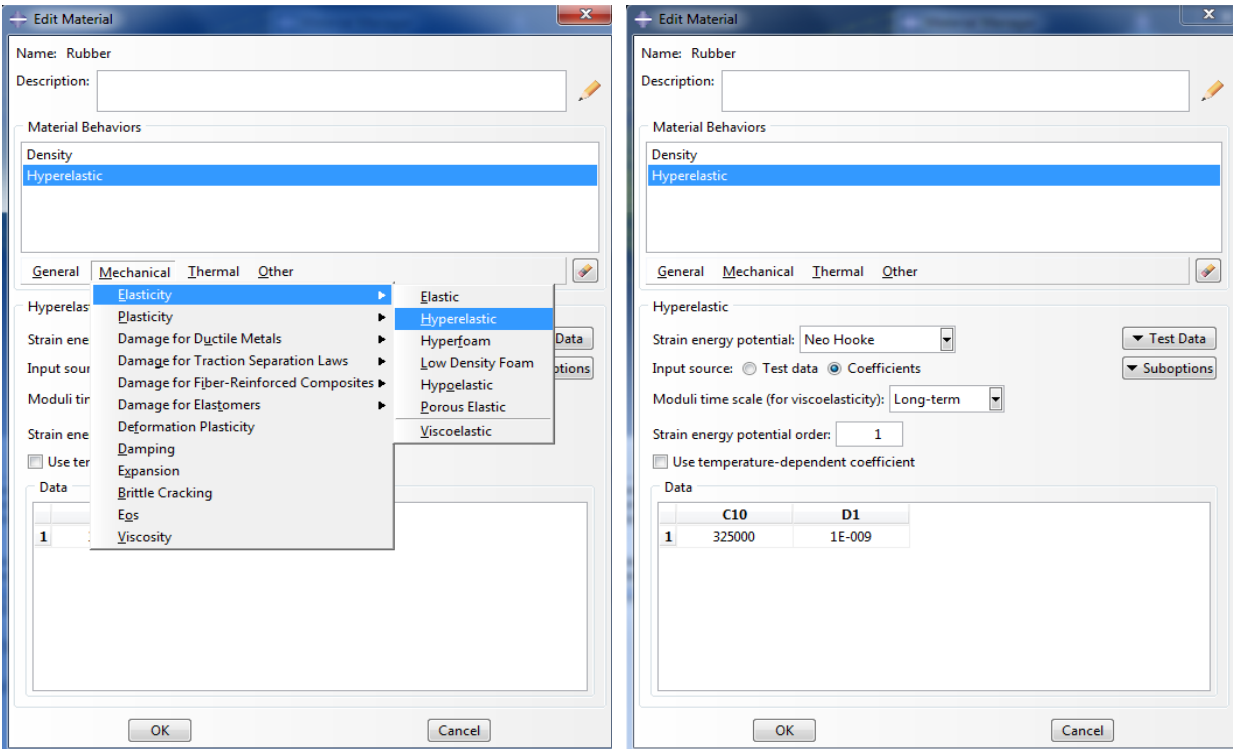 Edit Material
Name: Rubber
Description:
Material Behaviors
Density
Hyperelastic
General Mechanical Thermal Other
Elasticity
Plasticity
Damage for Ductile Metals
Damage for Traction Separation Laws
Damage for Fiber-Reinforced Composites
Damage for Elastomers
Deformation Plasticity
Damping
Expansion
Brittle Cracking
Eos
Viscosity
Elastic
Hyperelastic
Hyperfoam
Low Density Foam
Hypoelastic
Porous Elastic
Viscoelastic
Hyperelas
Strain ene
Data
Input sour
ptions
Moduli tin
Strain ene
Use ter
Data
1
OK Cancel
Edit Material
Name: Rubber
Description:
Material Behaviors
Density
Hyperelastic
General Mechanical Thermal Other
Hyperelastic
Strain energy potential: Neo Hooke Test Data
Input source: Test data Coefficients Suboptions
Moduli time scale (for viscoelasticity): Long-term
Strain energy potential order: 1
Use temperature-dependent coefficient
Data
C10 D1
1 325000 1E-009
OK Cancel